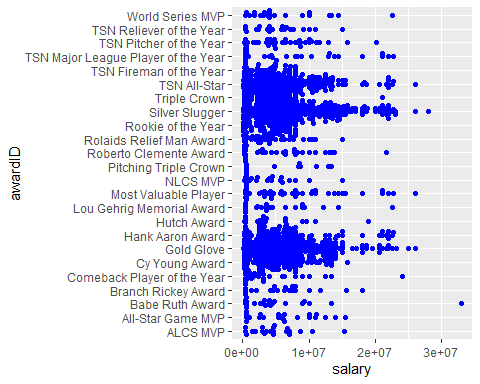 World Series MVP
TSN Reliever of the Year
TSN Pitcher of the Year
TSN Major League Player of the Year
TSN Fireman of the Year
TSN All-Star
Triple Crown
Silver Slugger
Rookie of the Year
Rolaids Relief Man Award
Roberto Clemente Award
Pitching Triple Crown
NLCS MVP
Most Valuable Player
Lou Gehrig Memorial Award
Hutch Award
Hank Aaron Award
Gold Glove
Cy Young Award
Comeback Player of the Year
Branch Rickey Award
Babe Ruth Award
All-Star Game MVP
ALCS MVP
awardID
0e+00 1e+07 2e+07 3e+07
salary